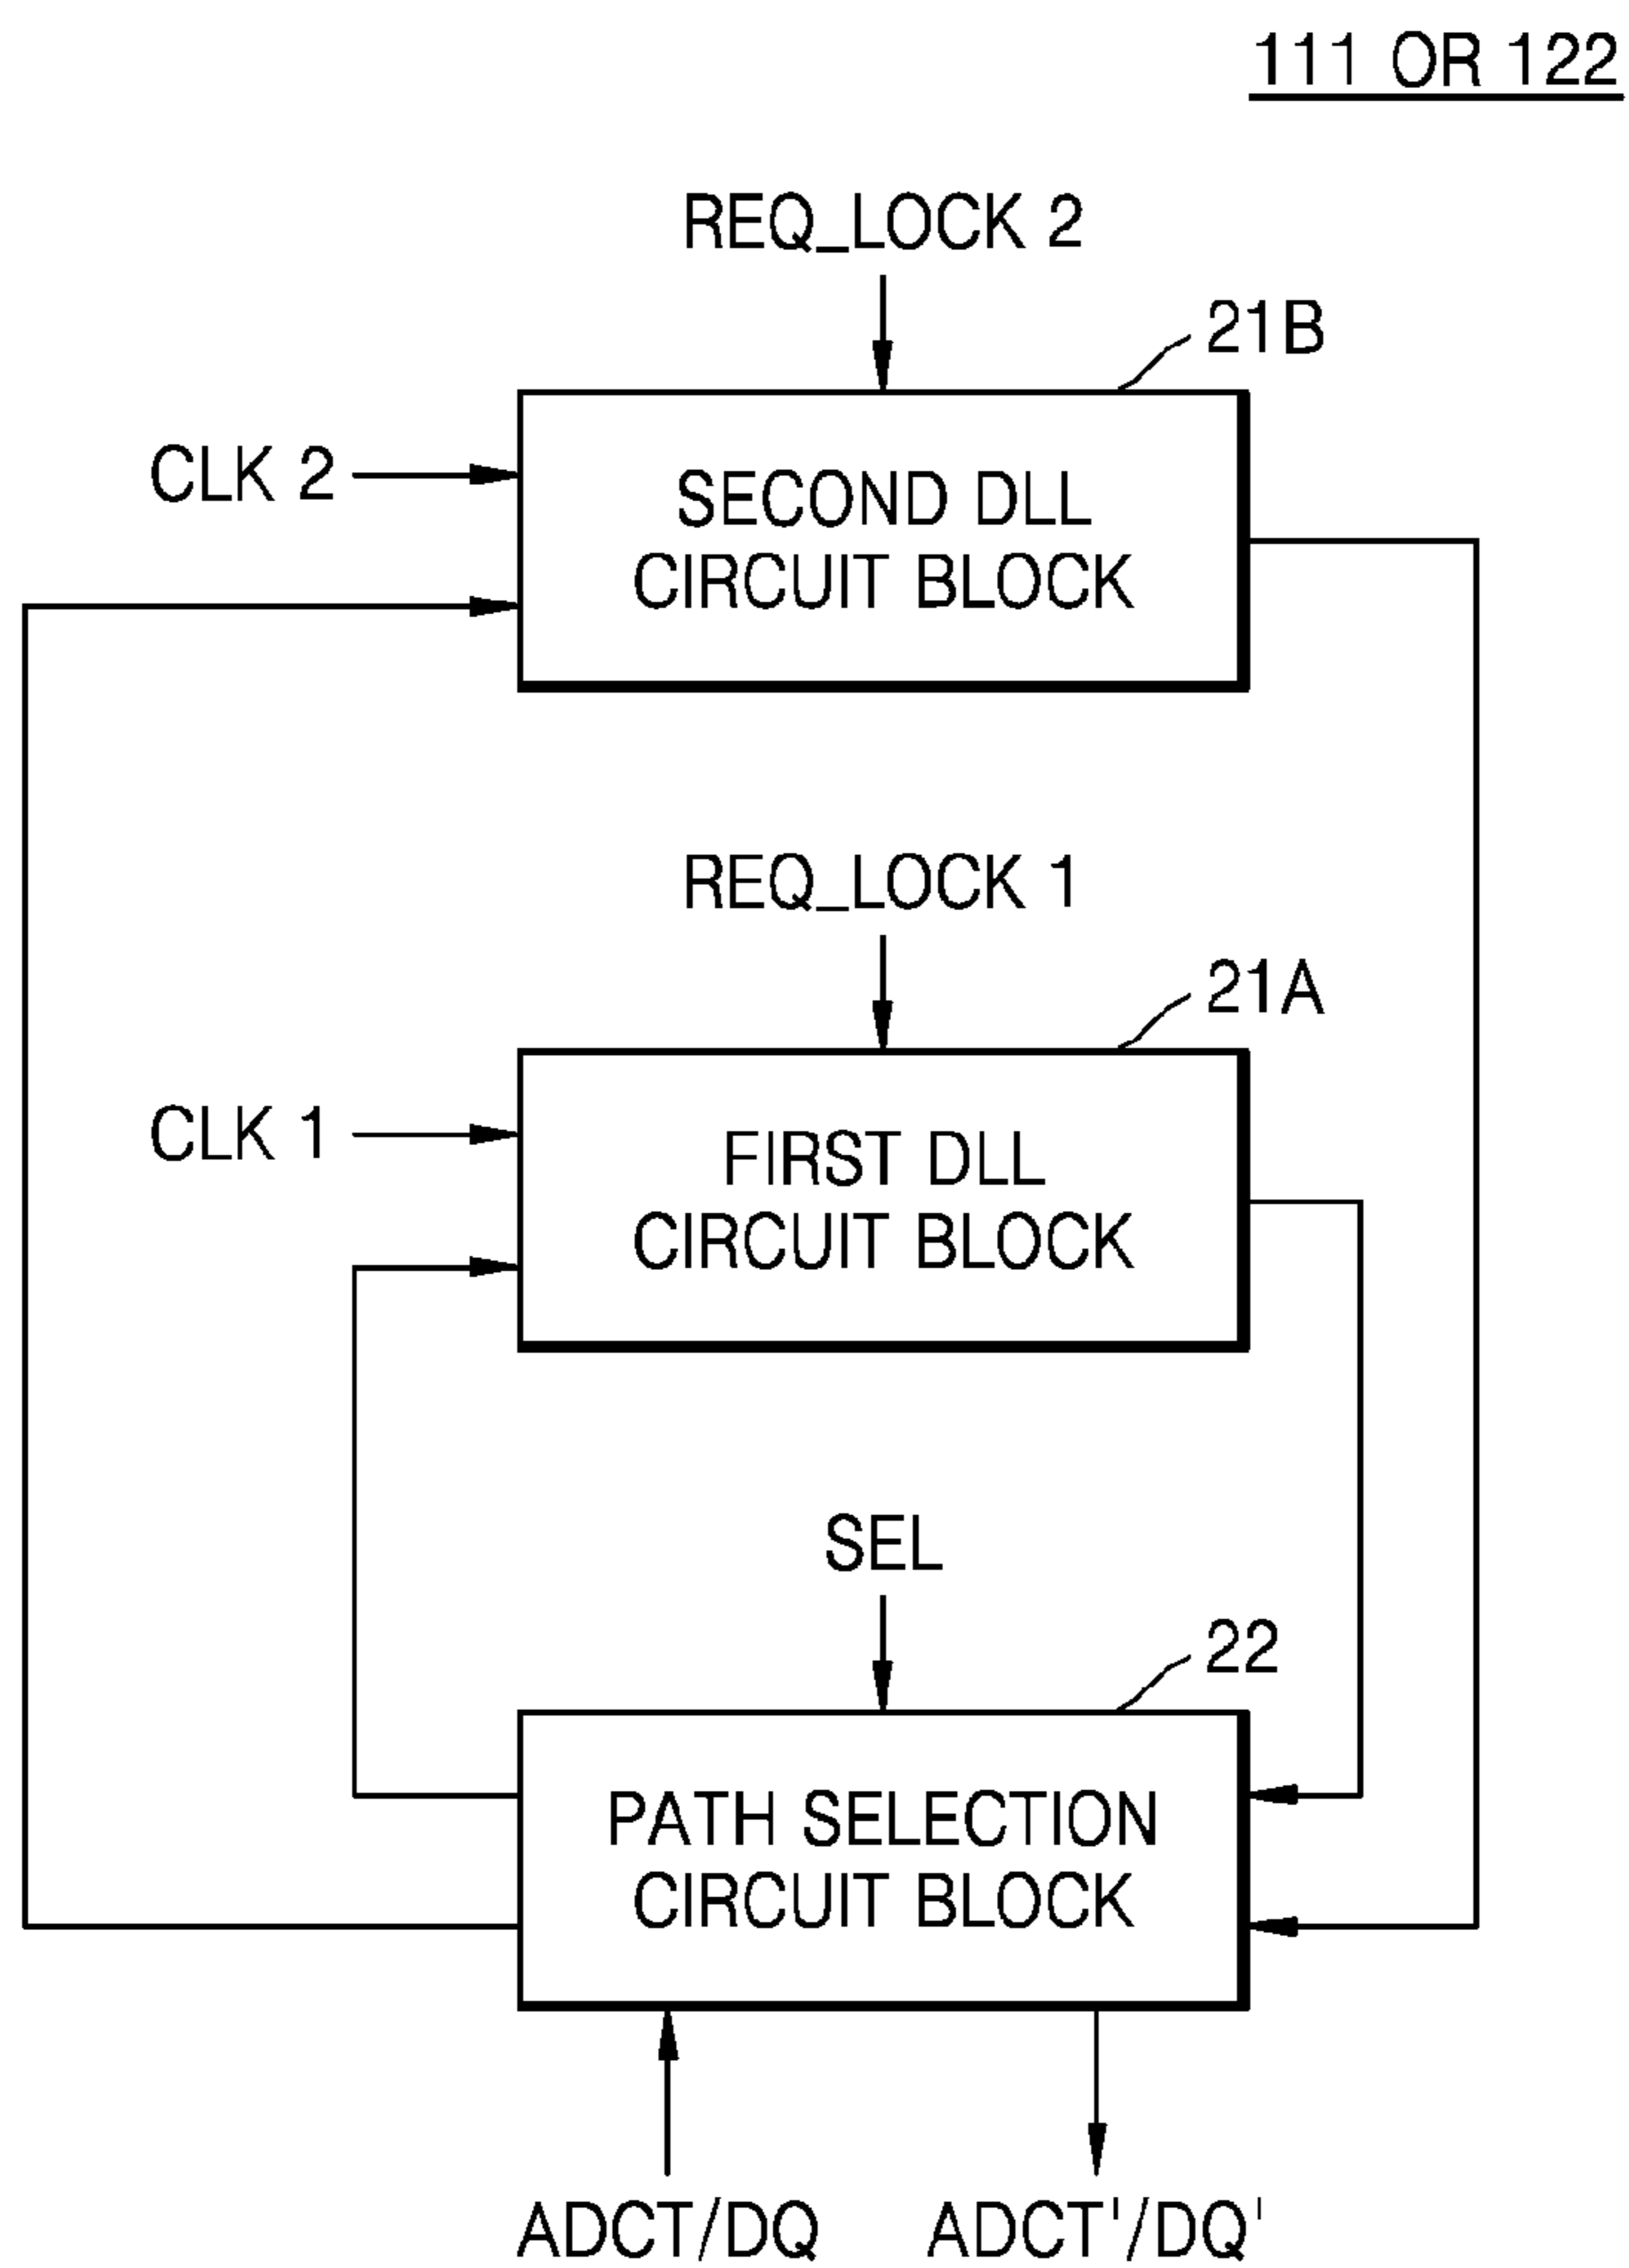 111 OR 122
REQ_LOCK 2
21B
CLK 2
SECOND DLL
CIRCUIT BLOCK
REQ_LOCK 1
21A
CLK 1
FIRST DLL
CIRCUIT BLOCK
SEL
22
PATH SELECTION
CIRCUIT BLOCK
ADCT/DQ
ADCT'/DQ'